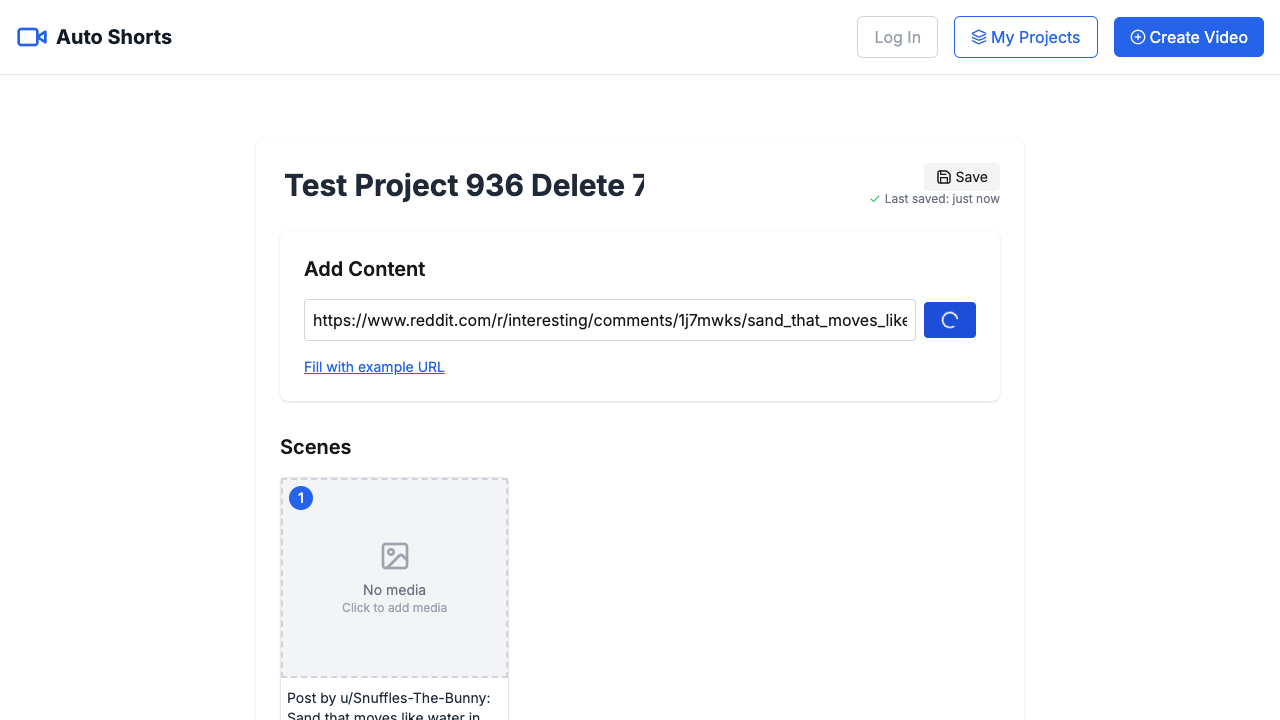 Auto Shorts
Log In
My Projects
Create Video
Test Project 936 Delete 7
Save
Last saved: just now
Add Content
https://www.reddit.com/r/interesting/comments/1j7mwks/sand_that_moves_like
Fill with example URL
Scenes
1
No media
Click to add media
Post by u/Snuffles-The-Bunny:
Sand that moves like water in